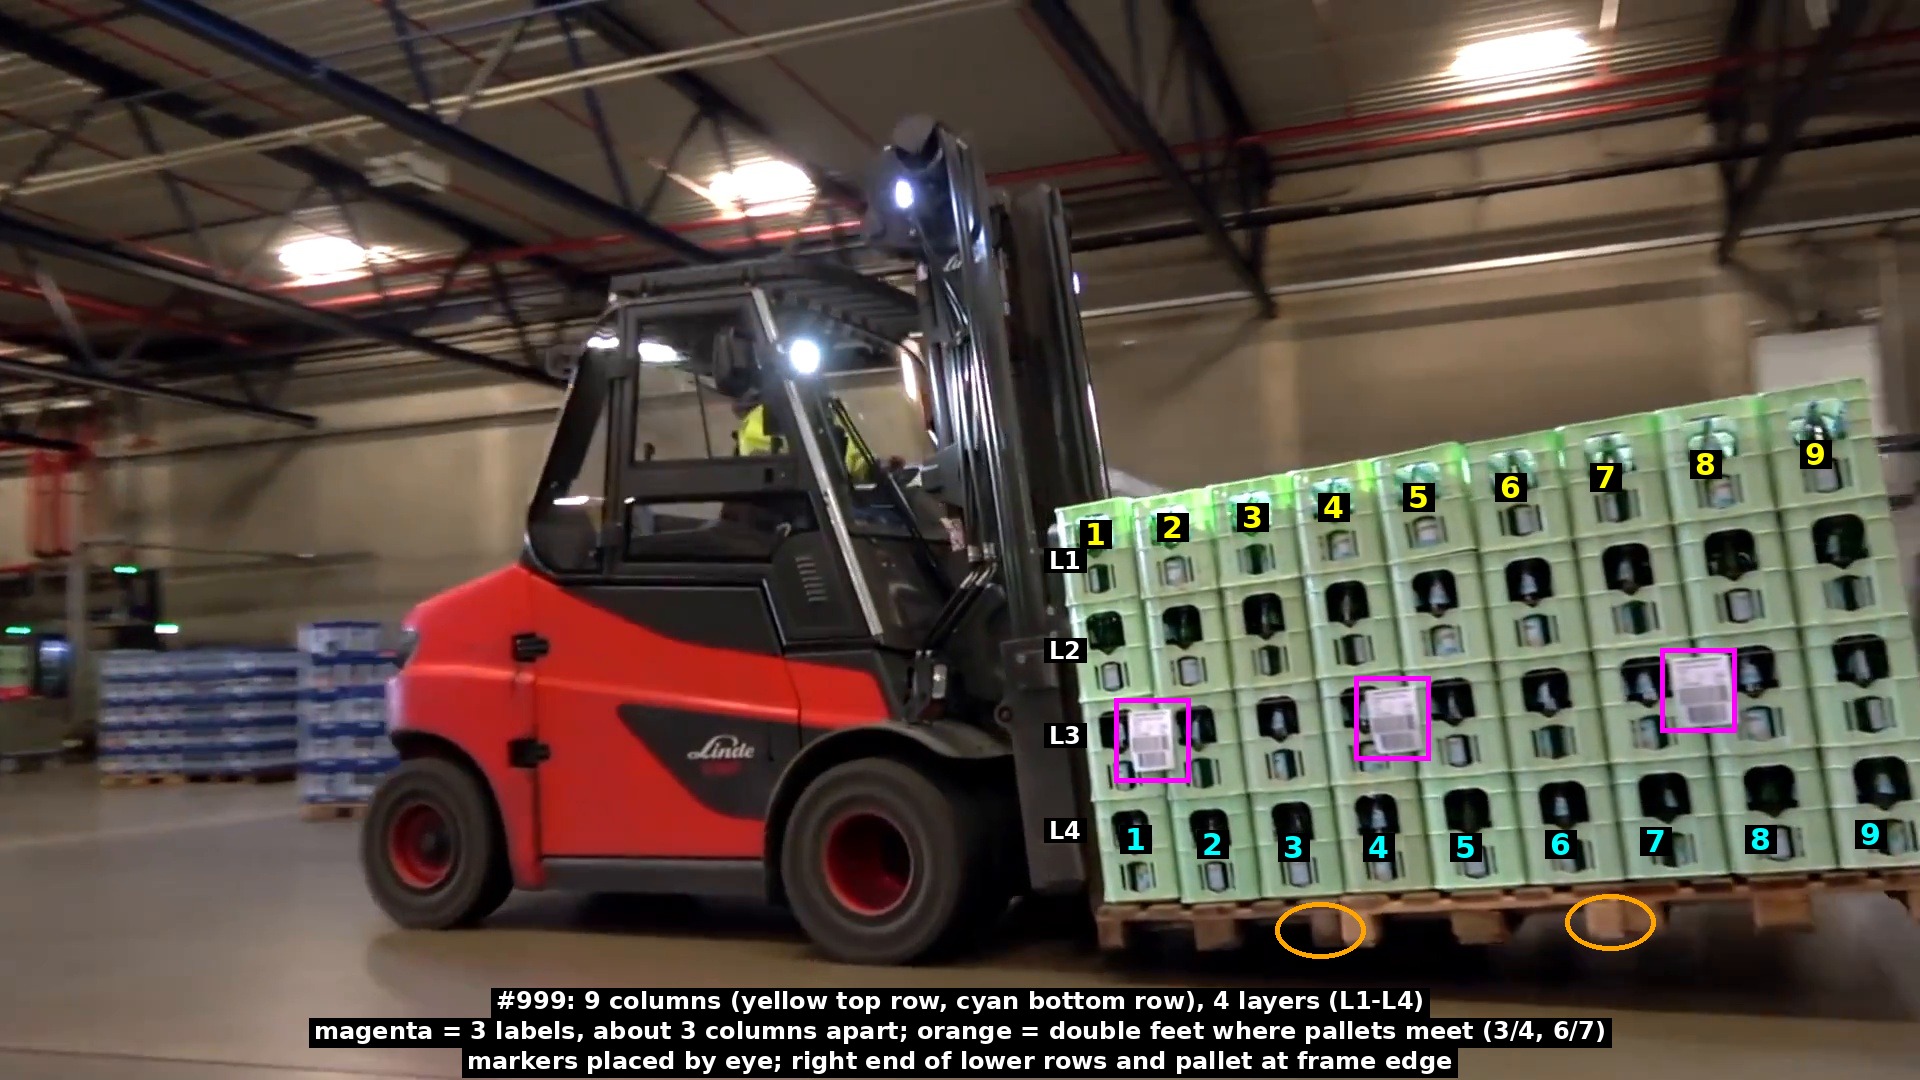 1 2 3 4 5 6 7 8 9
L1
L2
L3
L4
Linde
1 2 3 4 5 6 7 8 9
#999: 9 columns (yellow top row, cyan bottom row), 4 layers (L1-L4)
magenta = 3 labels, about 3 columns apart; orange = double feet where pallets meet (3/4, 6/7)
markers placed by eye; right end of lower rows and pallet at frame edge